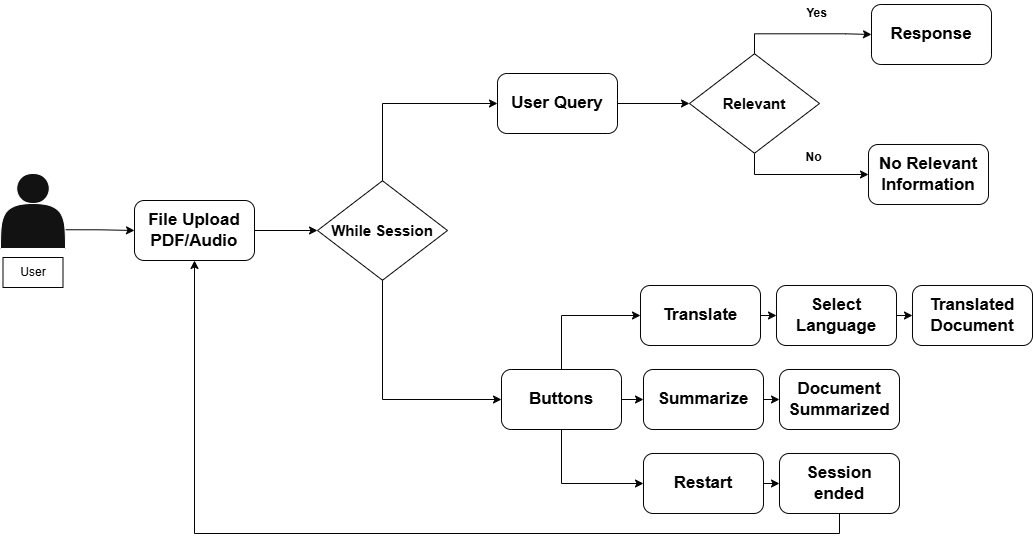 Yes
Response
User Query
Relevant
No
No Relevant
Information
User
File Upload
PDF/Audio
While Session
Translate
Select
Language
Translated
Document
Buttons
Summarize
Document
Summarized
Restart
Session
ended